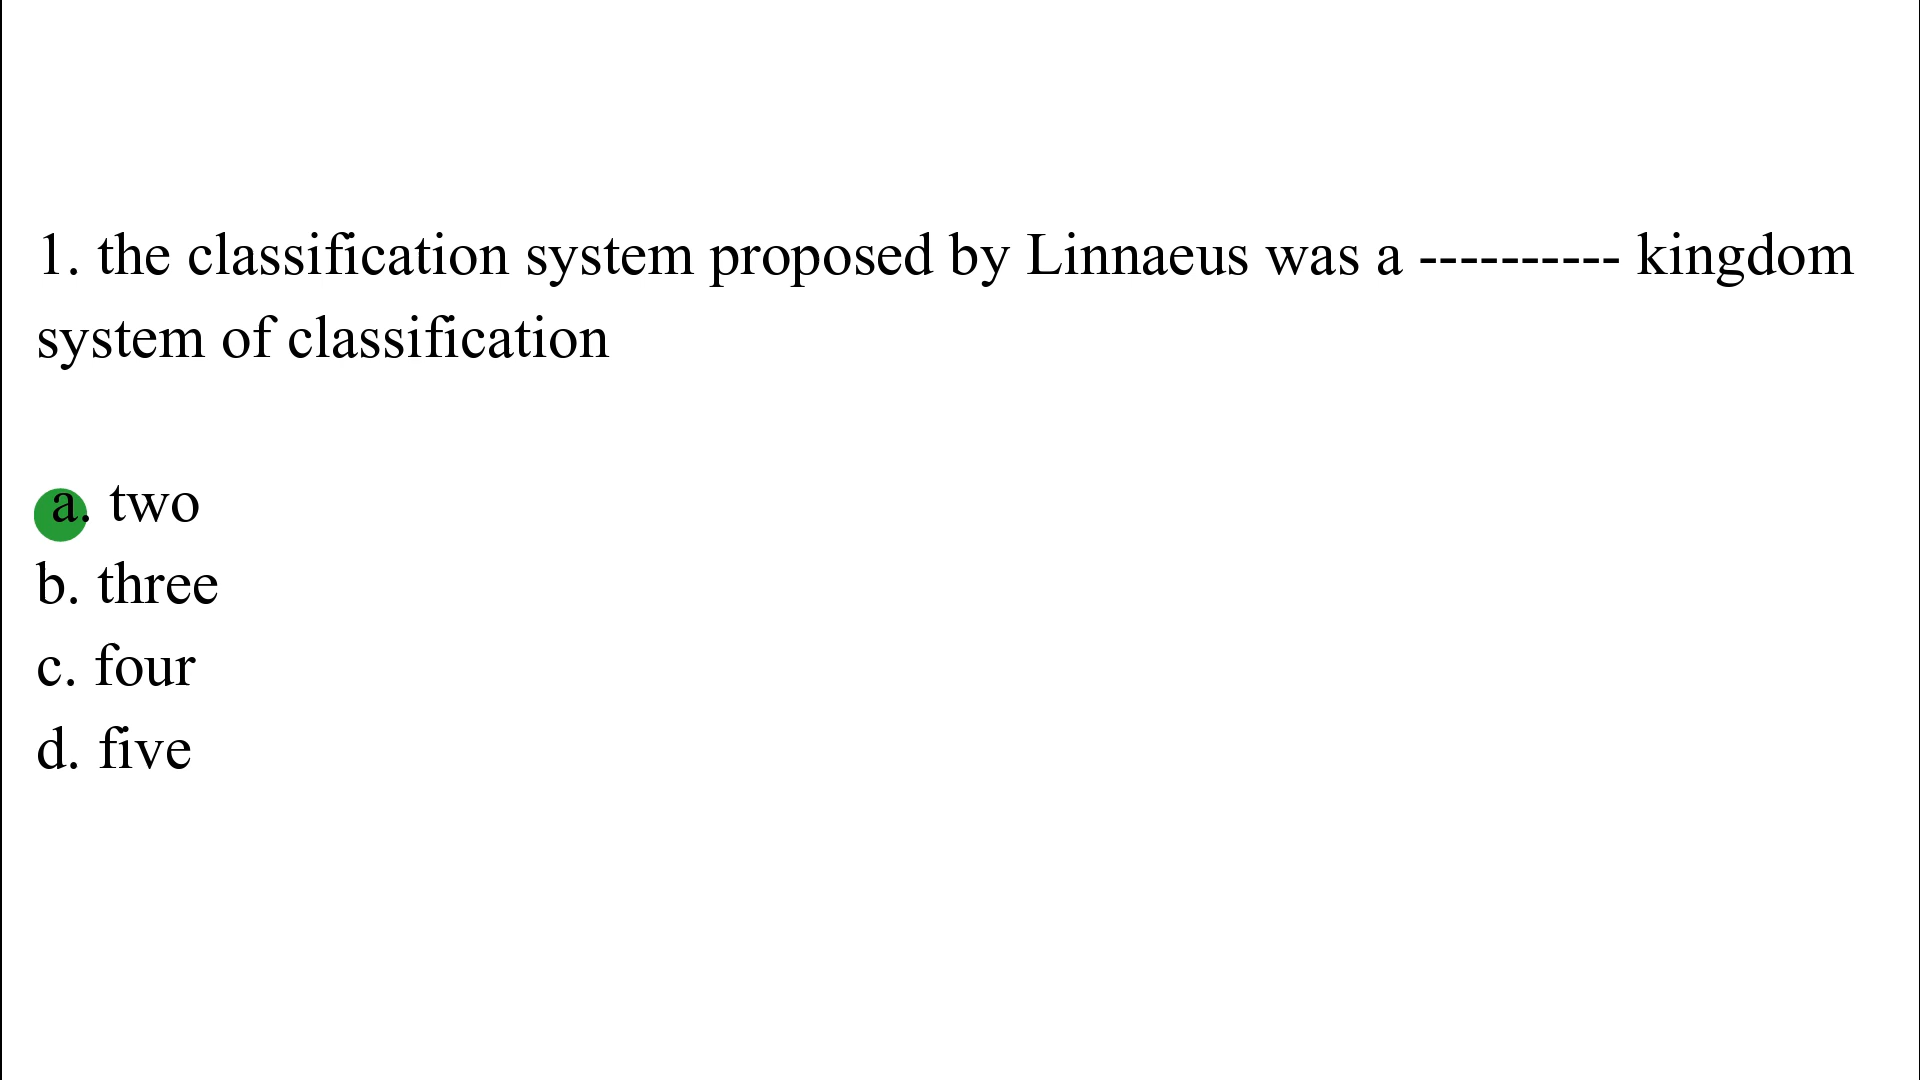 1. the classification system proposed by Linnaeus was a ---------- kingdom
system of classification
a. two
b. three
c. four
d. five